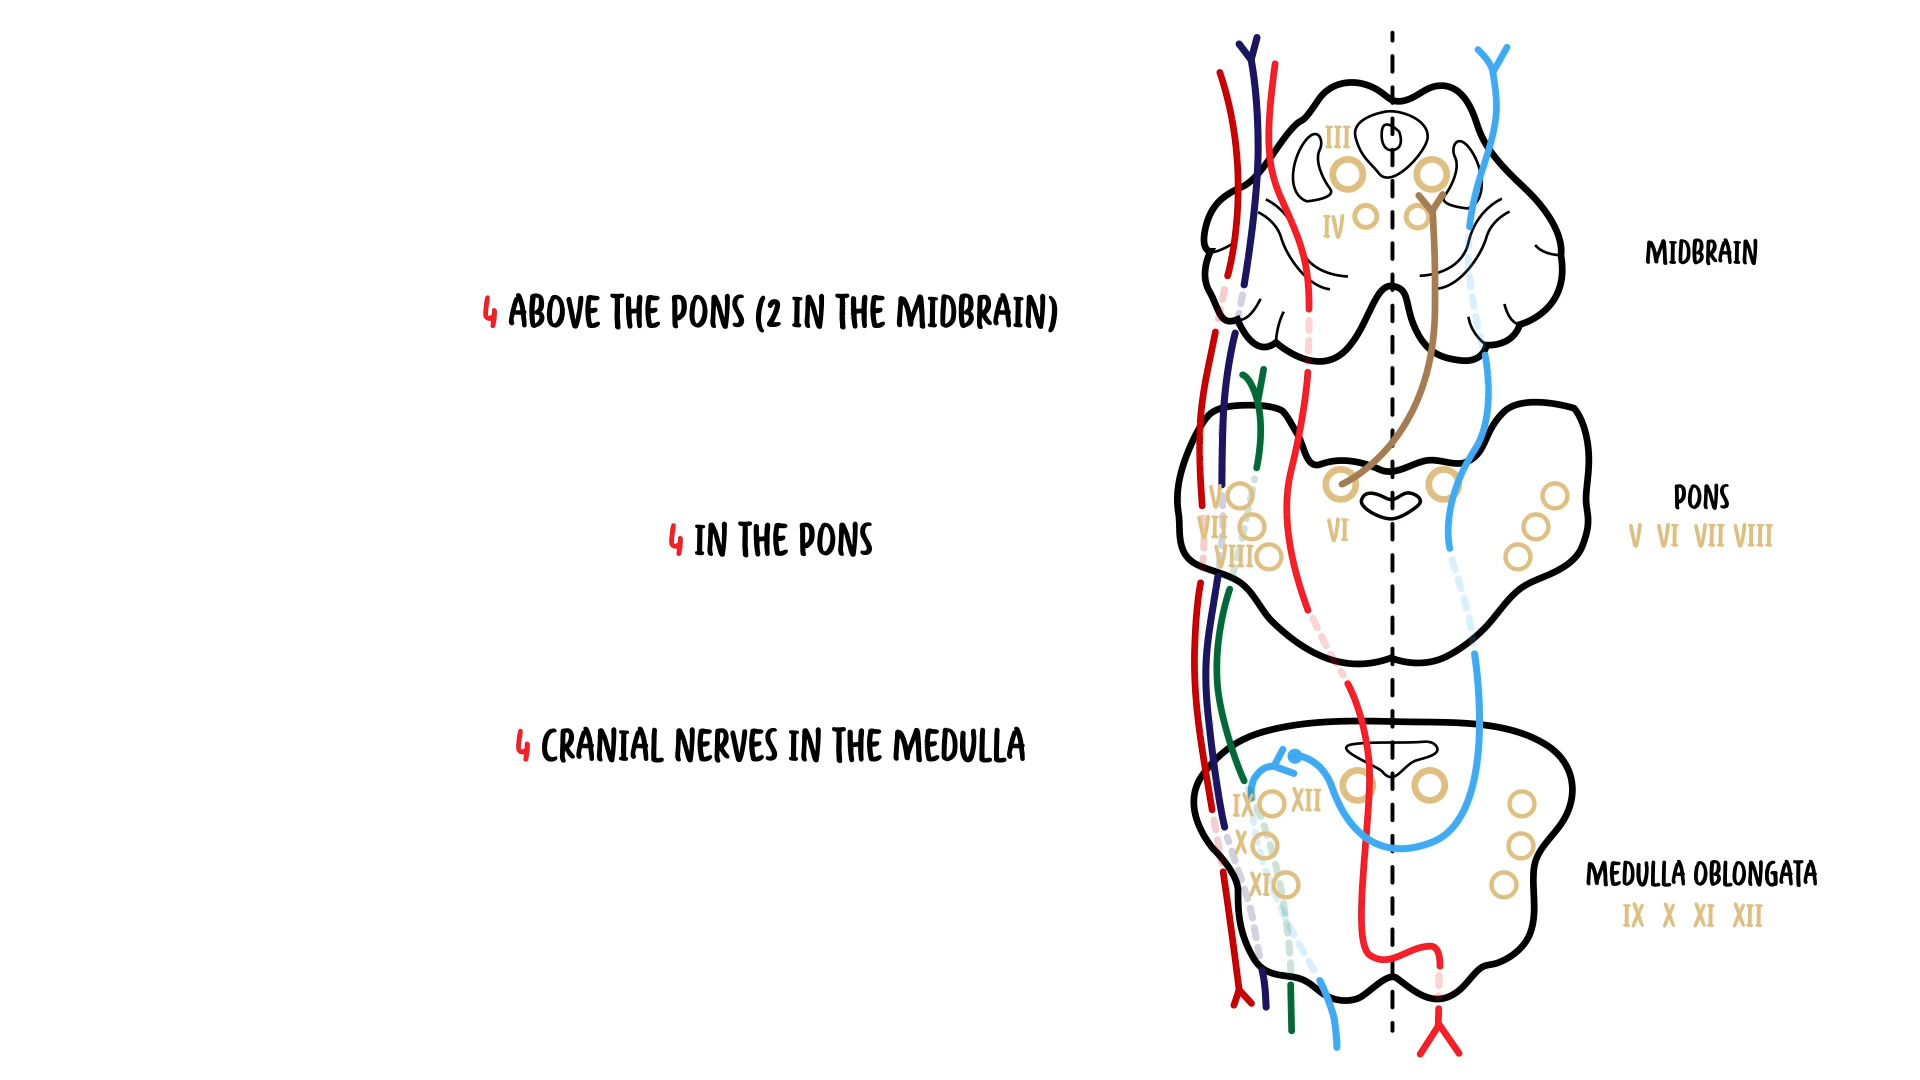 4 ABOVE THE PONS (2 IN THE MIDBRAIN)
4 IN THE PONS
4 CRANIAL NERVES IN THE MEDULLA
III
IV
MIDBRAIN
V
VII
VIII
VI
PONS
V VI VII VIII
IX
XII
X
XI
MEDULLA OBLONGATA
IX X XI XII